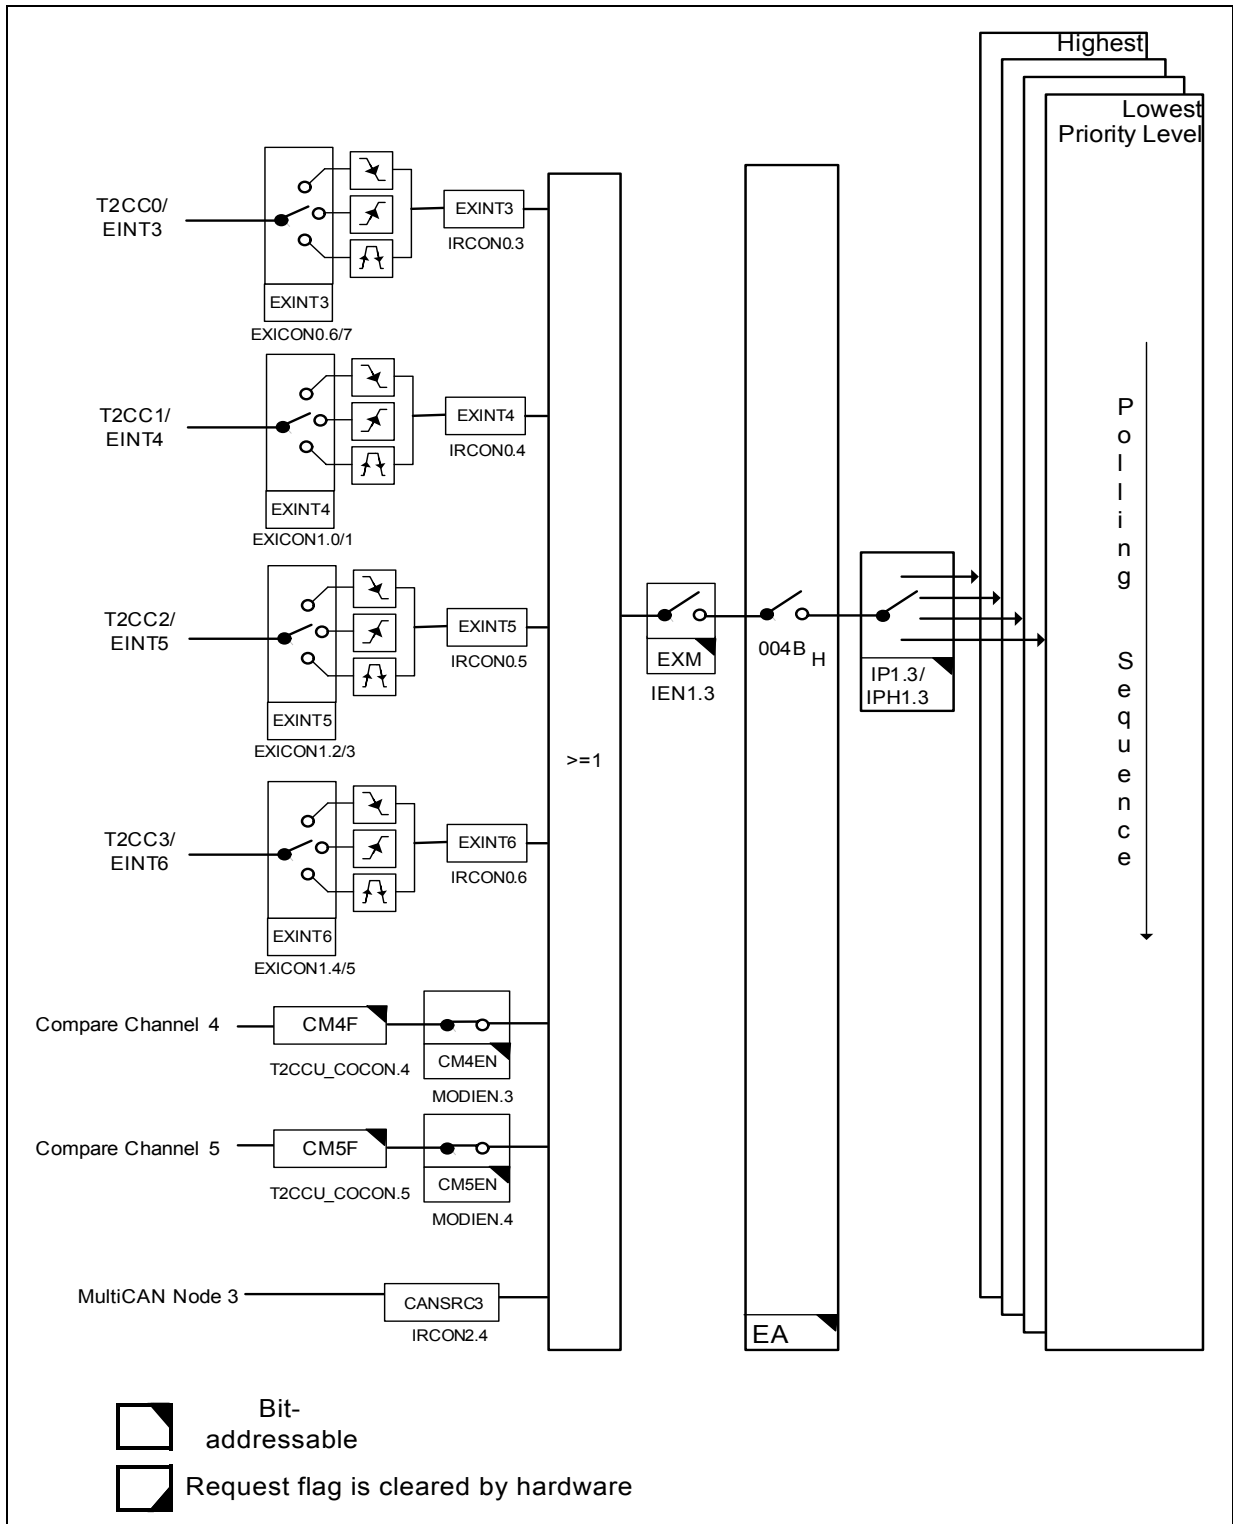 Highest
Lowest
Priority Level
T2CC0/
EINT3
EXINT3
EXICON0.6/7
EXINT3
IRCON0.3
T2CC1/
EINT4
EXINT4
EXICON1.0/1
EXINT4
IRCON0.4
T2CC2/
EINT5
EXINT5
EXICON1.2/3
EXINT5
IRCON0.5
T2CC3/
EINT6
EXINT6
EXICON1.4/5
EXINT6
IRCON0.6
Compare Channel 4
CM4F
T2CCU_COCON.4
CM4EN
MODIEN.3
Compare Channel 5
CM5F
T2CCU_COCON.5
CM5EN
MODIEN.4
MultiCAN Node 3
CANSRC3
IRCON2.4
>=1
EXM
IEN1.3
004B H
EA
IP1.3/
IPH1.3
Polling Sequence
Bit-
addressable
Request flag is cleared by hardware